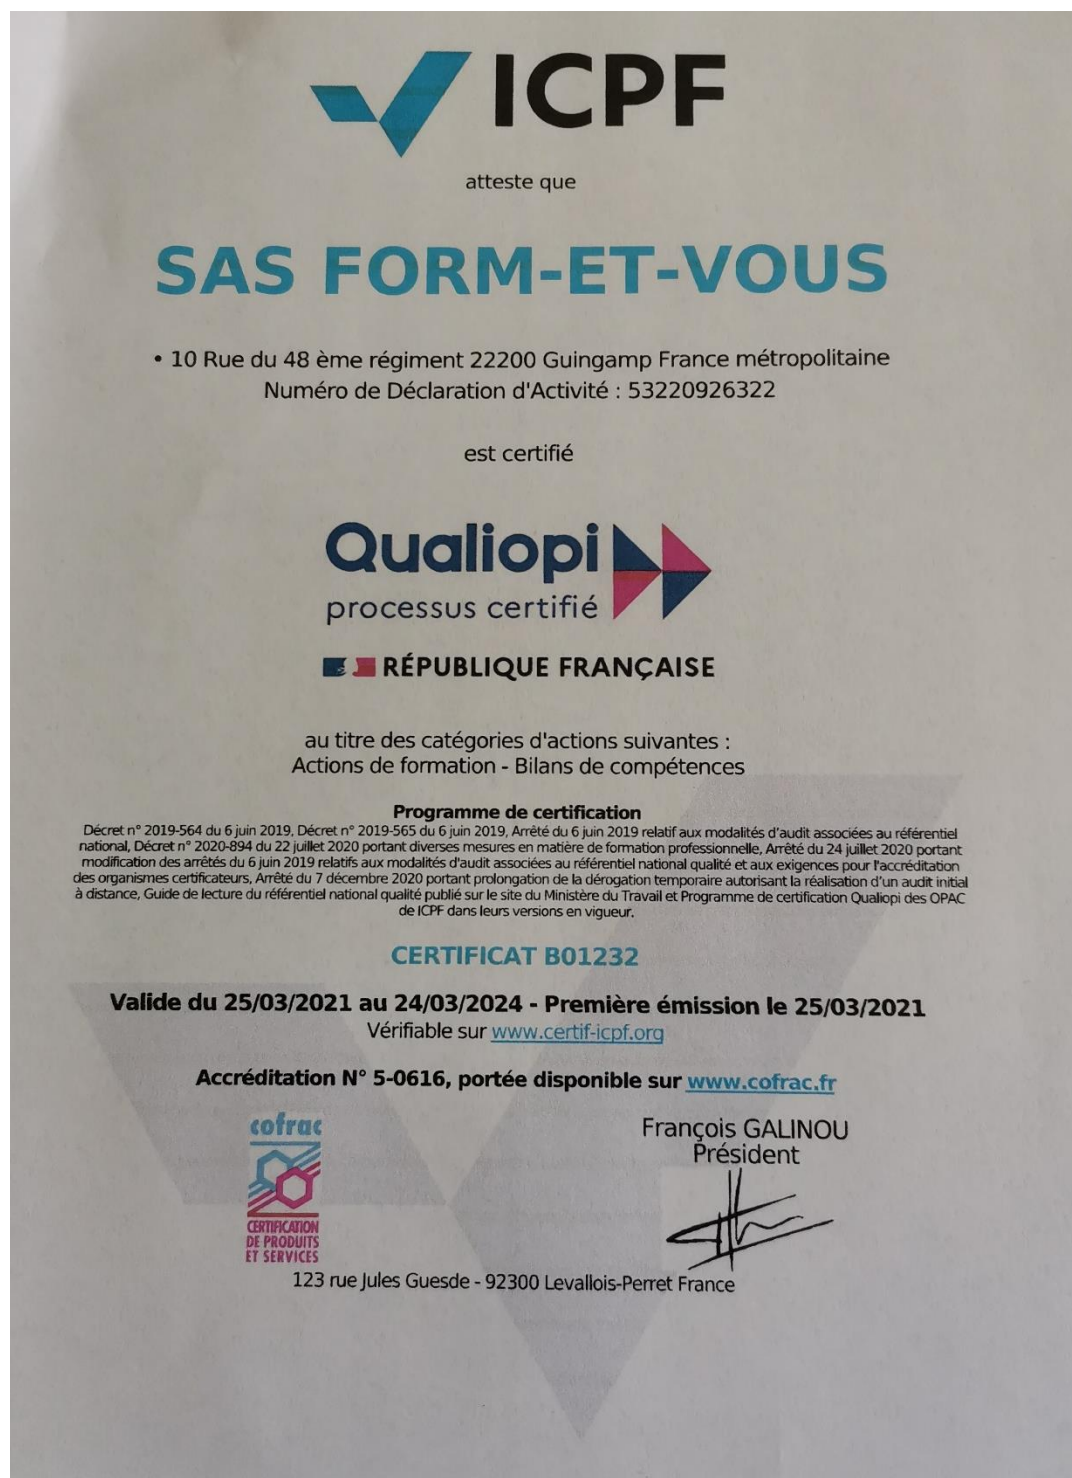 ICPF
atteste que
SAS FORM-ET-VOUS
• 10 Rue du 48 ème régiment 22200 Guingamp France métropolitaine
Numéro de Déclaration d'Activité : 53220926322
est certifié
Qualiopi
processus certifié
RÉPUBLIQUE FRANÇAISE
au titre des catégories d'actions suivantes :
Actions de formation - Bilans de compétences
Programme de certification
Décret n° 2019-564 du 6 juin 2019, Décret n° 2019-565 du 6 juin 2019, Arrêté du 6 juin 2019 relatif aux modalités d'audit associées au référentiel
national, Décret n° 2020-894 du 22 juillet 2020 portant diverses mesures en matière de formation professionnelle, Arrêté du 24 juillet 2020 portant
modification des arrêtés du 6 juin 2019 relatifs aux modalités d'audit associées au référentiel national qualité et aux exigences pour l'accréditation
des organismes certificateurs, Arrêté du 7 décembre 2020 portant prolongation de la dérogation temporaire autorisant la réalisation d'un audit initial
à distance, Guide de lecture du référentiel national qualité publié sur le site du Ministère du Travail et Programme de certification Qualiopi des OPAC
de ICPF dans leurs versions en vigueur.
CERTIFICAT B01232
Valide du 25/03/2021 au 24/03/2024 - Première émission le 25/03/2021
Vérifiable sur www.certif-icpf.org
Accréditation N° 5-0616, portée disponible sur www.cofrac.fr
cofrac
CERTIFICATION
DE PRODUITS
ET SERVICES
François GALINOU
Président
123 rue Jules Guesde - 92300 Levallois-Perret France